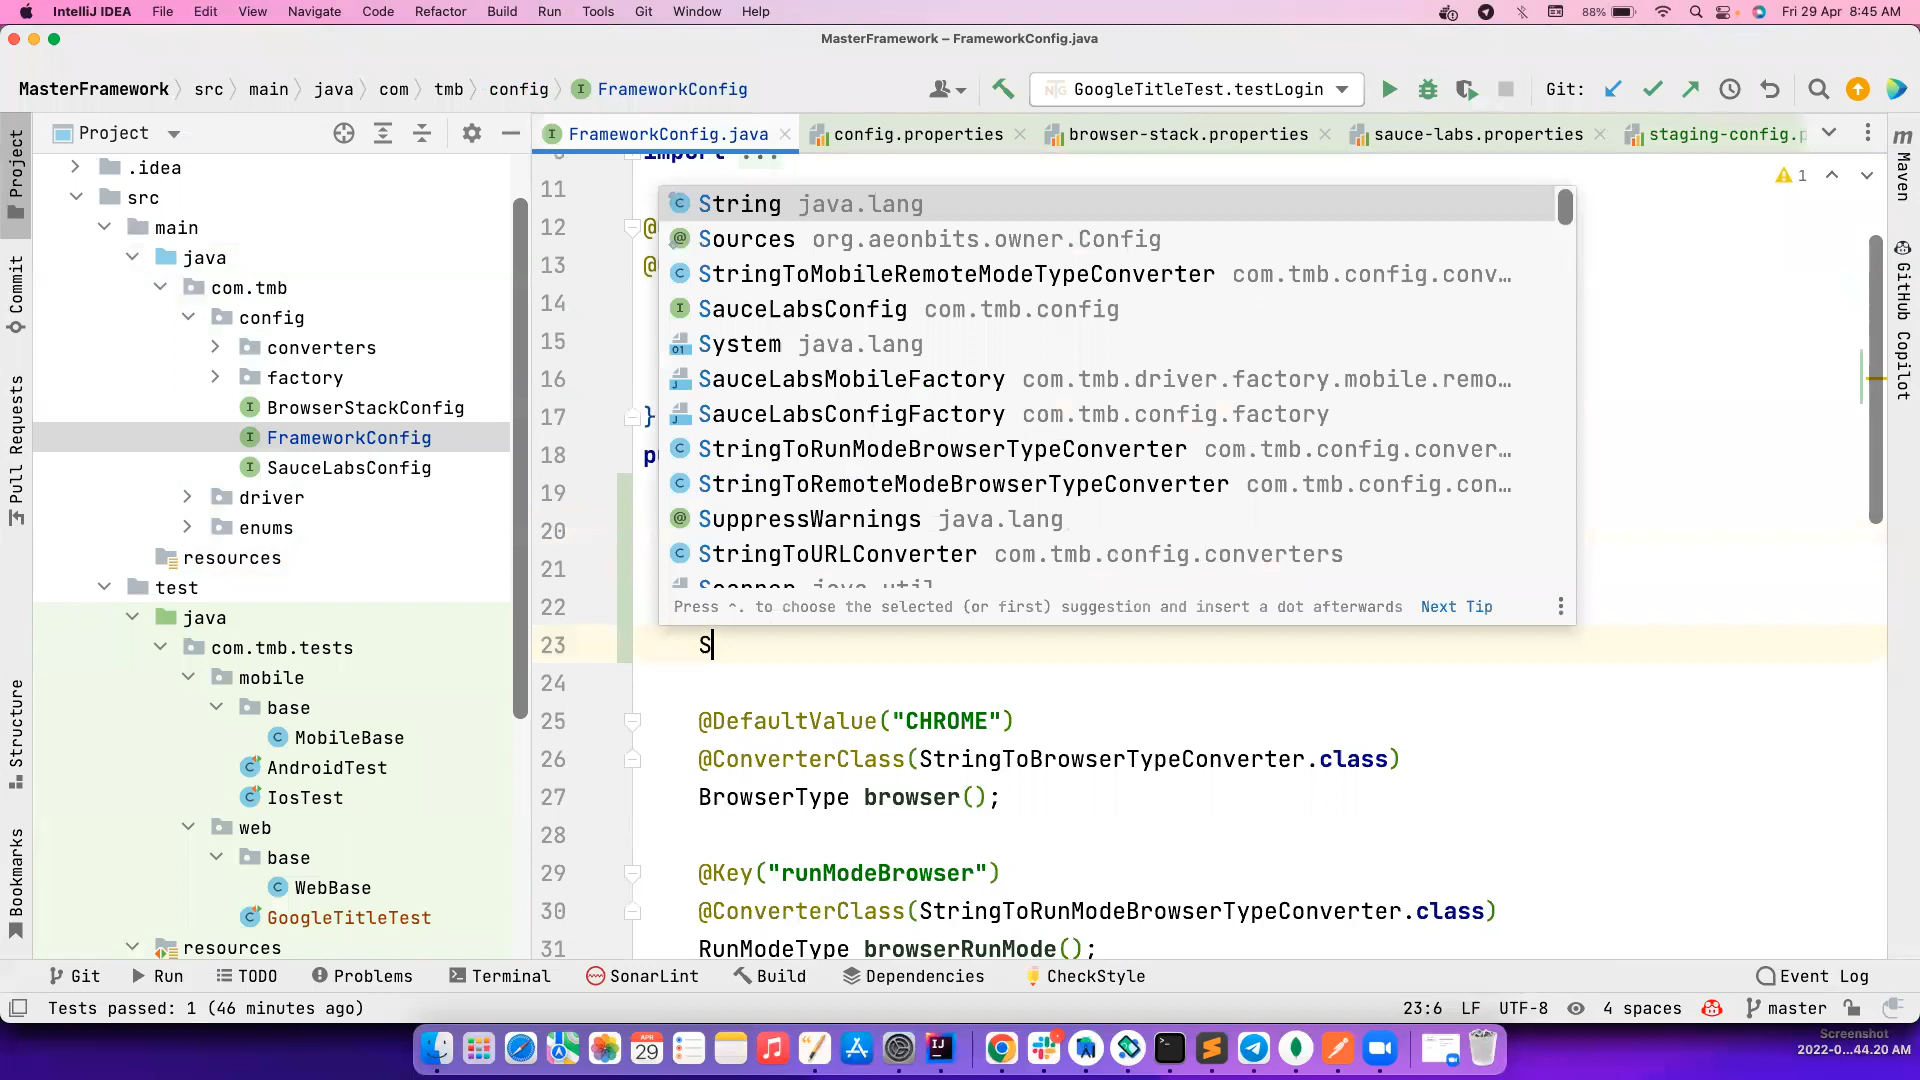 IntelliJ IDEA File Edit View Navigate Code Refactor Build Run Tools Git Window Help 88% Fri 29 Apr 8:45 AM
MasterFramework – FrameworkConfig.java
MasterFramework src main java com tmb config FrameworkConfig GoogleTitleTest.testLogin Git:
Project FrameworkConfig.java config.properties browser-stack.properties sauce-labs.properties staging-config.p
.idea
src
main
java
com.tmb
config
converters
factory
BrowserStackConfig
FrameworkConfig
SauceLabsConfig
driver
enums
resources
test
java
com.tmb.tests
mobile
base
MobileBase
AndroidTest
IosTest
web
base
WebBase
GoogleTitleTest
resources
Project
Commit
Pull Requests
Structure
Bookmarks
import ...
11
12 @
13 @
14
15
16
17 }
18
19
20
21
22
23 S
24
25 @DefaultValue("CHROME")
26 @ConverterClass(StringToBrowserTypeConverter.class)
27 BrowserType browser();
28
29 @Key("runModeBrowser")
30 @ConverterClass(StringToRunModeBrowserTypeConverter.class)
31 RunModeType browserRunMode();
1
String java.lang
Sources org.aeonbits.owner.Config
StringToMobileRemoteModeTypeConverter com.tmb.config.conv...
SauceLabsConfig com.tmb.config
System java.lang
SauceLabsMobileFactory com.tmb.driver.factory.mobile.remo...
SauceLabsConfigFactory com.tmb.config.factory
StringToRunModeBrowserTypeConverter com.tmb.config.conver...
StringToRemoteModeBrowserTypeConverter com.tmb.config.con...
SuppressWarnings java.lang
StringToURLConverter com.tmb.config.converters
Scanner java.util
Press ^. to choose the selected (or first) suggestion and insert a dot afterwards Next Tip
m Maven
GitHub Copilot
Git Run TODO Problems Terminal SonarLint Build Dependencies CheckStyle Event Log
Tests passed: 1 (46 minutes ago) 23:6 LF UTF-8 4 spaces master
APR
29
Screenshot
2022-0...44.20 AM